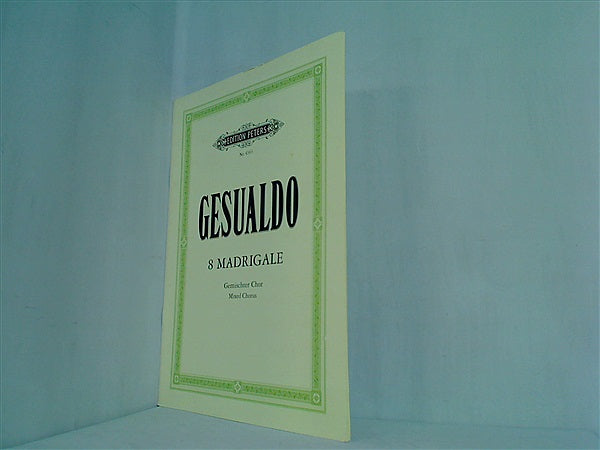 EDITION PETERS
GESUALDO
8 MADRIGALE
Gemischter Chor
Mixed Chorus